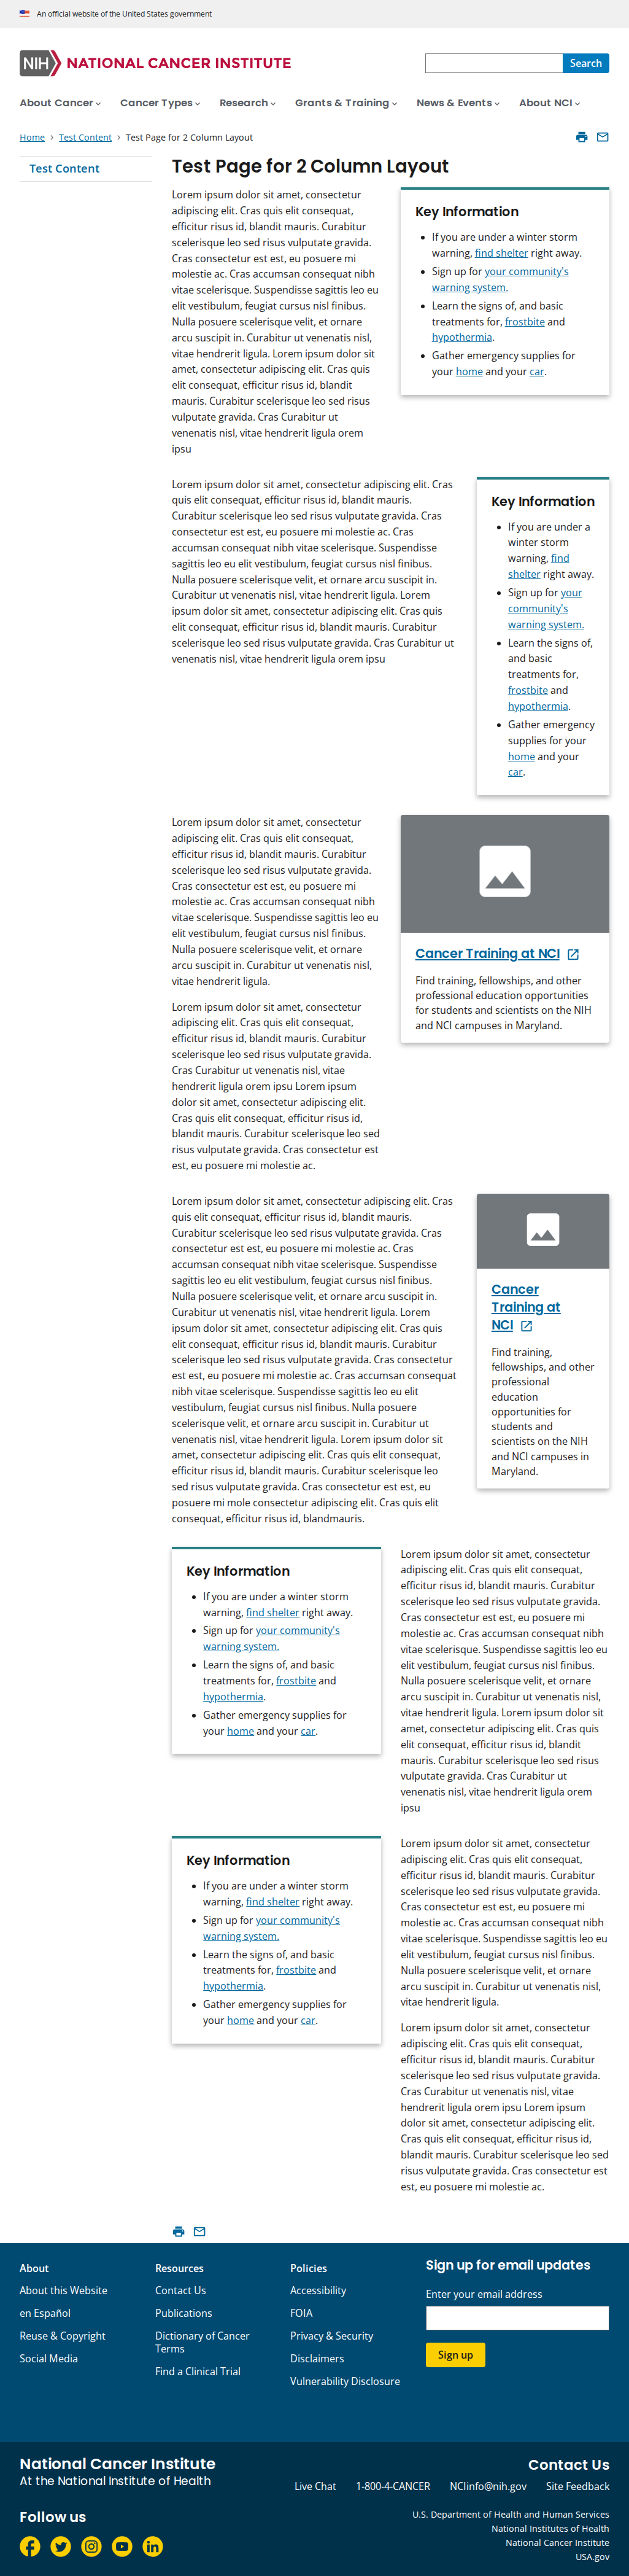 An official website of the United States government
NIH NATIONAL CANCER INSTITUTE
Search
About Cancer Cancer Types Research Grants & Training News & Events About NCI
Home Test Content Test Page for 2 Column Layout
Test Content
Test Page for 2 Column Layout
Lorem ipsum dolor sit amet, consectetur
adipiscing elit. Cras quis elit consequat,
efficitur risus id, blandit mauris. Curabitur
scelerisque leo sed risus vulputate gravida.
Cras consectetur est est, eu posuere mi
molestie ac. Cras accumsan consequat nibh
vitae scelerisque. Suspendisse sagittis leo eu
elit vestibulum, feugiat cursus nisl finibus.
Nulla posuere scelerisque velit, et ornare
arcu suscipit in. Curabitur ut venenatis nisl,
vitae hendrerit ligula. Lorem ipsum dolor sit
amet, consectetur adipiscing elit. Cras quis
elit consequat, efficitur risus id, blandit
mauris. Curabitur scelerisque leo sed risus
vulputate gravida. Cras Curabitur ut
venenatis nisl, vitae hendrerit ligula orem
ipsu
Key Information
If you are under a winter storm
warning, find shelter right away.
Sign up for your community's
warning system.
Learn the signs of, and basic
treatments for, frostbite and
hypothermia.
Gather emergency supplies for
your home and your car.
Lorem ipsum dolor sit amet, consectetur adipiscing elit. Cras
quis elit consequat, efficitur risus id, blandit mauris.
Curabitur scelerisque leo sed risus vulputate gravida. Cras
consectetur est est, eu posuere mi molestie ac. Cras
accumsan consequat nibh vitae scelerisque. Suspendisse
sagittis leo eu elit vestibulum, feugiat cursus nisl finibus.
Nulla posuere scelerisque velit, et ornare arcu suscipit in.
Curabitur ut venenatis nisl, vitae hendrerit ligula. Lorem
ipsum dolor sit amet, consectetur adipiscing elit. Cras quis
elit consequat, efficitur risus id, blandit mauris. Curabitur
scelerisque leo sed risus vulputate gravida. Cras Curabitur ut
venenatis nisl, vitae hendrerit ligula orem ipsu
Key Information
If you are under a
winter storm
warning, find
shelter right away.
Sign up for your
community's
warning system.
Learn the signs of,
and basic
treatments for,
frostbite and
hypothermia.
Gather emergency
supplies for your
home and your
car.
Lorem ipsum dolor sit amet, consectetur
adipiscing elit. Cras quis elit consequat,
efficitur risus id, blandit mauris. Curabitur
scelerisque leo sed risus vulputate gravida.
Cras consectetur est est, eu posuere mi
molestie ac. Cras accumsan consequat nibh
vitae scelerisque. Suspendisse sagittis leo eu
elit vestibulum, feugiat cursus nisl finibus.
Nulla posuere scelerisque velit, et ornare
arcu suscipit in. Curabitur ut venenatis nisl,
vitae hendrerit ligula.
Lorem ipsum dolor sit amet, consectetur
adipiscing elit. Cras quis elit consequat,
efficitur risus id, blandit mauris. Curabitur
scelerisque leo sed risus vulputate gravida.
Cras Curabitur ut venenatis nisl, vitae
hendrerit ligula orem ipsu Lorem ipsum
dolor sit amet, consectetur adipiscing elit.
Cras quis elit consequat, efficitur risus id,
blandit mauris. Curabitur scelerisque leo sed
risus vulputate gravida. Cras consectetur est
est, eu posuere mi molestie ac.
Cancer Training at NCI
Find training, fellowships, and other
professional education opportunities
for students and scientists on the NIH
and NCI campuses in Maryland.
Lorem ipsum dolor sit amet, consectetur adipiscing elit. Cras
quis elit consequat, efficitur risus id, blandit mauris.
Curabitur scelerisque leo sed risus vulputate gravida. Cras
consectetur est est, eu posuere mi molestie ac. Cras
accumsan consequat nibh vitae scelerisque. Suspendisse
sagittis leo eu elit vestibulum, feugiat cursus nisl finibus.
Nulla posuere scelerisque velit, et ornare arcu suscipit in.
Curabitur ut venenatis nisl, vitae hendrerit ligula. Lorem
ipsum dolor sit amet, consectetur adipiscing elit. Cras quis
elit consequat, efficitur risus id, blandit mauris. Curabitur
scelerisque leo sed risus vulputate gravida. Cras consectetur
est est, eu posuere mi molestie ac. Cras accumsan consequat
nibh vitae scelerisque. Suspendisse sagittis leo eu elit
vestibulum, feugiat cursus nisl finibus. Nulla posuere
scelerisque velit, et ornare arcu suscipit in. Curabitur ut
venenatis nisl, vitae hendrerit ligula. Lorem ipsum dolor sit
amet, consectetur adipiscing elit. Cras quis elit consequat,
efficitur risus id, blandit mauris. Curabitur scelerisque leo
sed risus vulputate gravida. Cras consectetur est est, eu
posuere mi mole consectetur adipiscing elit. Cras quis elit
consequat, efficitur risus id, blandmauris.
Cancer
Training at
NCI
Find training,
fellowships, and other
professional
education
opportunities for
students and
scientists on the NIH
and NCI campuses in
Maryland.
Key Information
If you are under a winter storm
warning, find shelter right away.
Sign up for your community's
warning system.
Learn the signs of, and basic
treatments for, frostbite and
hypothermia.
Gather emergency supplies for
your home and your car.
Lorem ipsum dolor sit amet, consectetur
adipiscing elit. Cras quis elit consequat,
efficitur risus id, blandit mauris. Curabitur
scelerisque leo sed risus vulputate gravida.
Cras consectetur est est, eu posuere mi
molestie ac. Cras accumsan consequat nibh
vitae scelerisque. Suspendisse sagittis leo eu
elit vestibulum, feugiat cursus nisl finibus.
Nulla posuere scelerisque velit, et ornare
arcu suscipit in. Curabitur ut venenatis nisl,
vitae hendrerit ligula. Lorem ipsum dolor sit
amet, consectetur adipiscing elit. Cras quis
elit consequat, efficitur risus id, blandit
mauris. Curabitur scelerisque leo sed risus
vulputate gravida. Cras Curabitur ut
venenatis nisl, vitae hendrerit ligula orem
ipsu
Key Information
If you are under a winter storm
warning, find shelter right away.
Sign up for your community's
warning system.
Learn the signs of, and basic
treatments for, frostbite and
hypothermia.
Gather emergency supplies for
your home and your car.
Lorem ipsum dolor sit amet, consectetur
adipiscing elit. Cras quis elit consequat,
efficitur risus id, blandit mauris. Curabitur
scelerisque leo sed risus vulputate gravida.
Cras consectetur est est, eu posuere mi
molestie ac. Cras accumsan consequat nibh
vitae scelerisque. Suspendisse sagittis leo eu
elit vestibulum, feugiat cursus nisl finibus.
Nulla posuere scelerisque velit, et ornare
arcu suscipit in. Curabitur ut venenatis nisl,
vitae hendrerit ligula.
Lorem ipsum dolor sit amet, consectetur
adipiscing elit. Cras quis elit consequat,
efficitur risus id, blandit mauris. Curabitur
scelerisque leo sed risus vulputate gravida.
Cras Curabitur ut venenatis nisl, vitae
hendrerit ligula orem ipsu Lorem ipsum
dolor sit amet, consectetur adipiscing elit.
Cras quis elit consequat, efficitur risus id,
blandit mauris. Curabitur scelerisque leo sed
risus vulputate gravida. Cras consectetur est
est, eu posuere mi molestie ac.
About
About this Website
en Español
Reuse & Copyright
Social Media
Resources
Contact Us
Publications
Dictionary of Cancer
Terms
Find a Clinical Trial
Policies
Accessibility
FOIA
Privacy & Security
Disclaimers
Vulnerability Disclosure
Sign up for email updates
Enter your email address
Sign up
National Cancer Institute
At the National Institutes of Health
Contact Us
Live Chat 1-800-4-CANCER NCIinfo@nih.gov Site Feedback
Follow us
U.S. Department of Health and Human Services
National Institutes of Health
National Cancer Institute
USA.gov